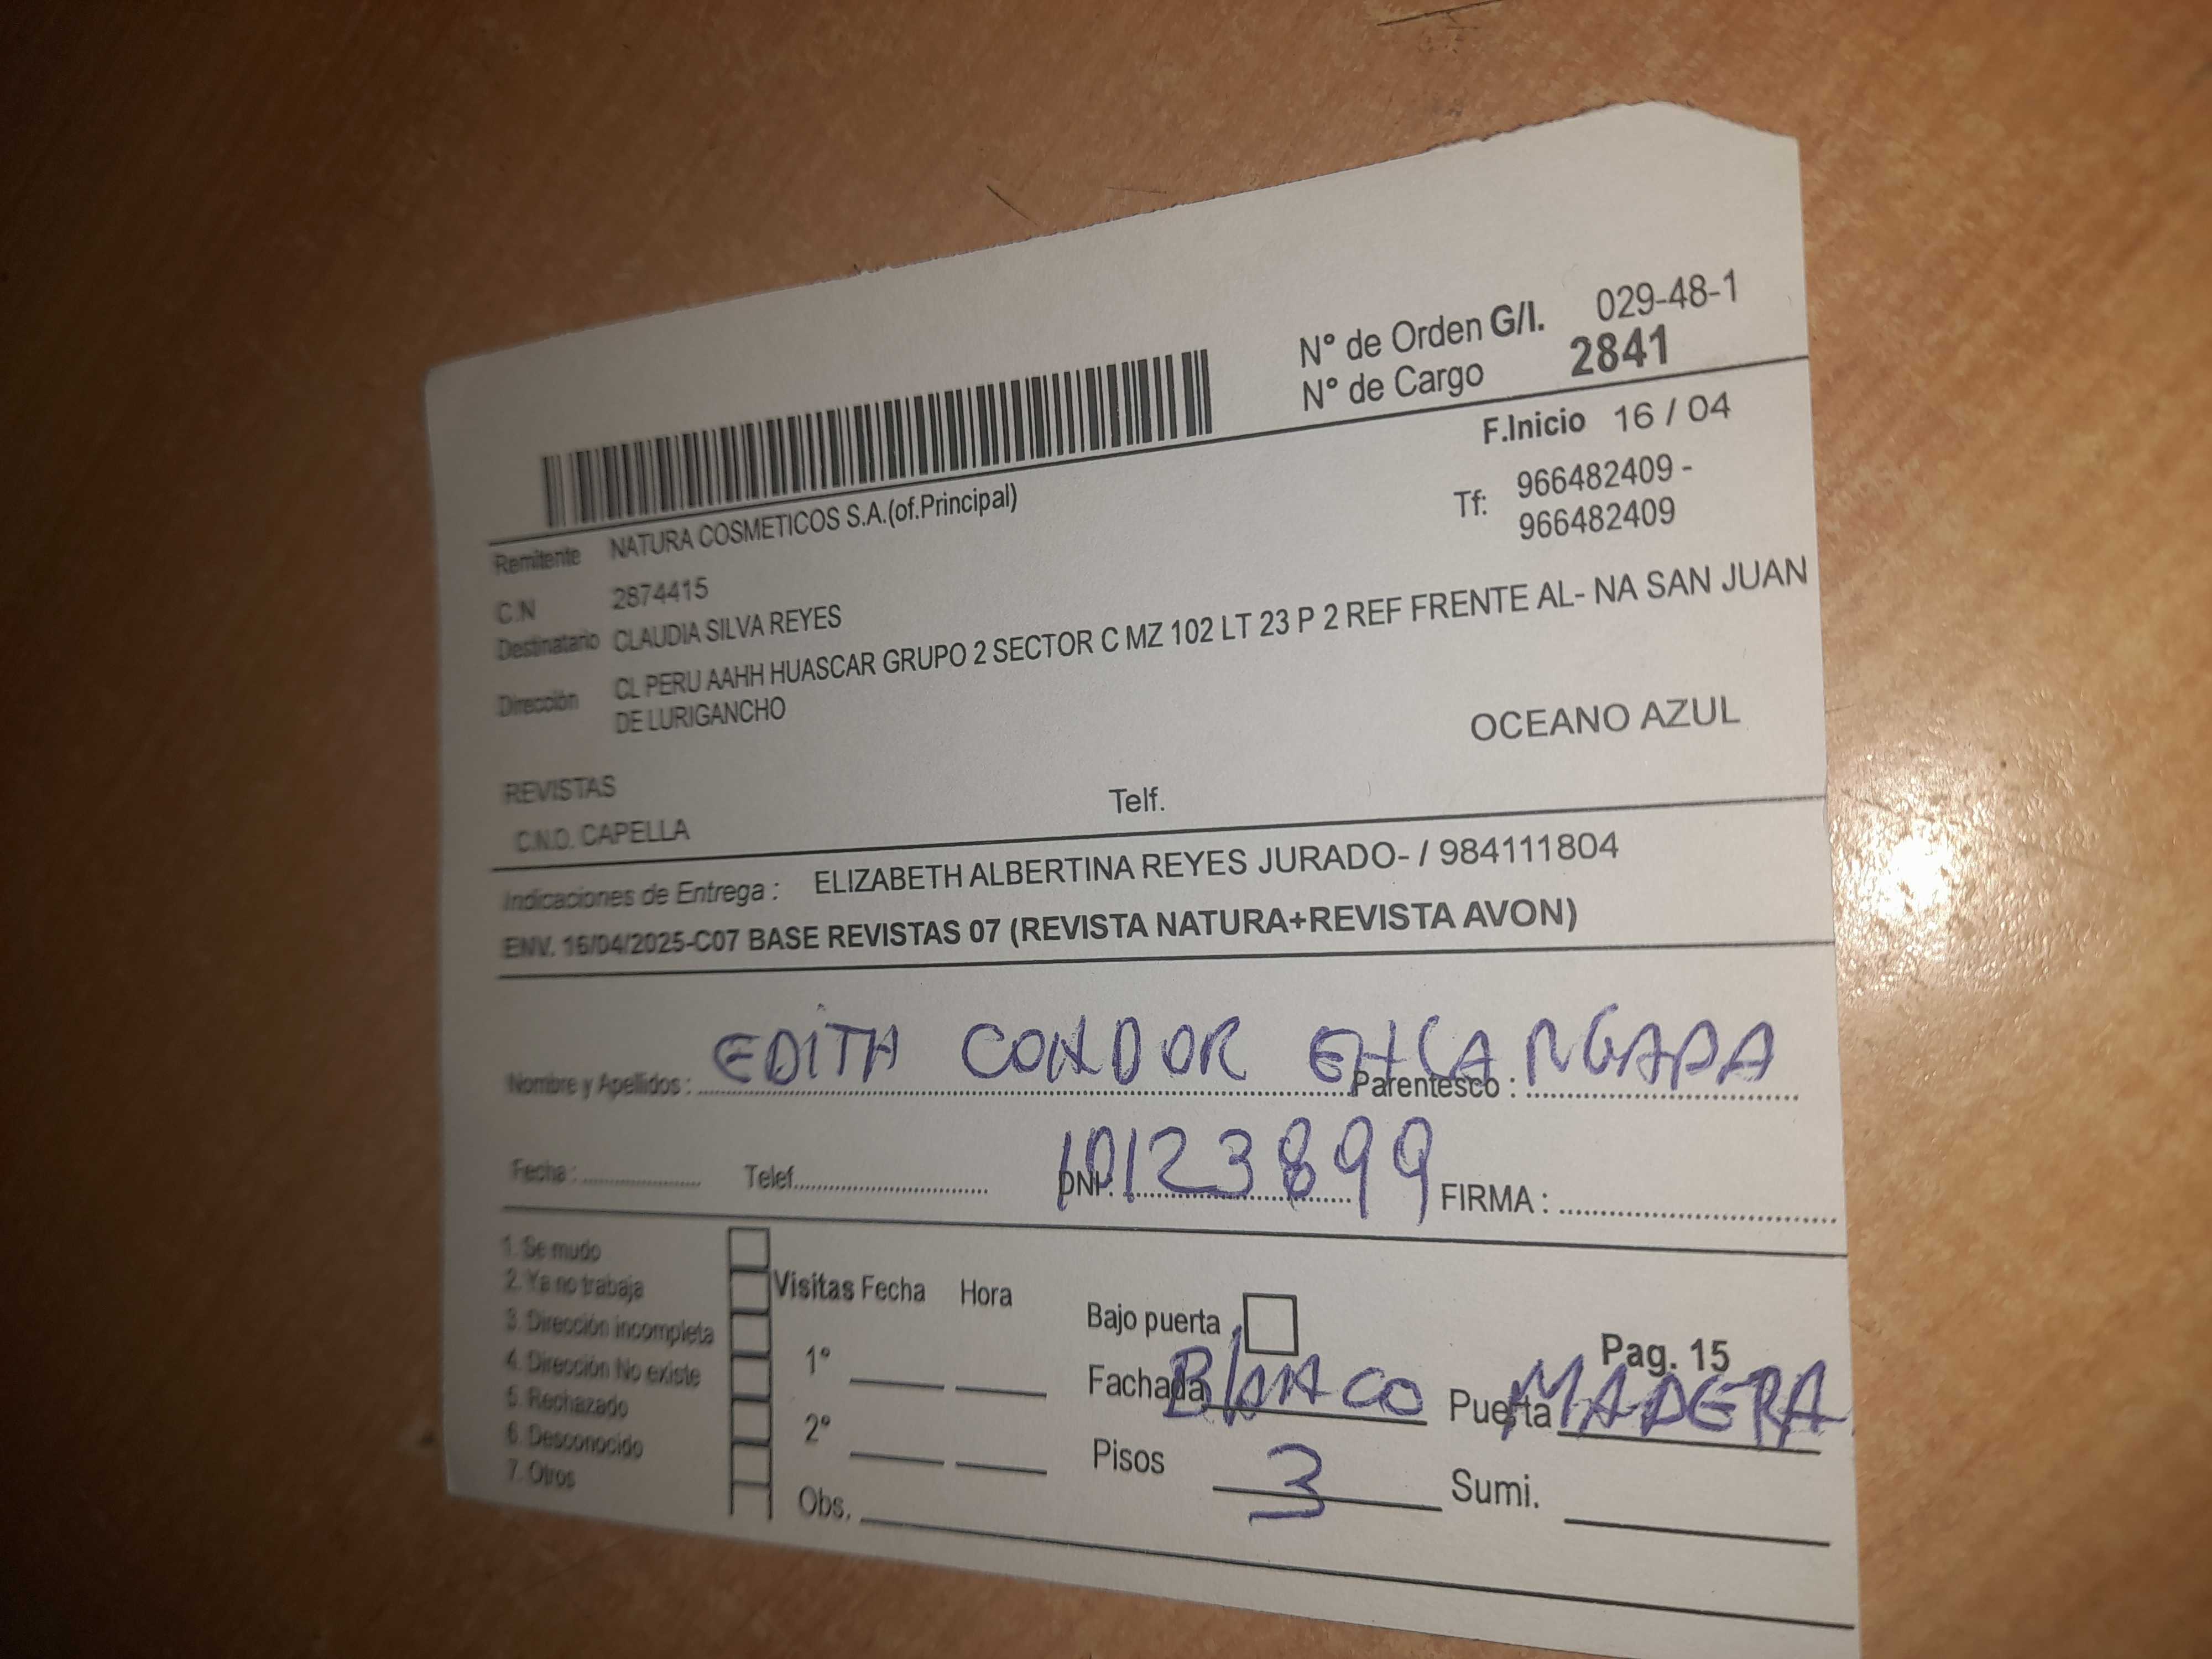 N° de Orden G/I. 029-48-1
N° de Cargo 2841
F.Inicio 16 / 04
Remitente NATURA COSMETICOS S.A.(of.Principal)
Tf: 966482409 -
966482409
C.N 2874415
Destinatario CLAUDIA SILVA REYES
Dirección CL PERU AAHH HUASCAR GRUPO 2 SECTOR C MZ 102 LT 23 P 2 REF FRENTE AL- NA SAN JUAN
DE LURIGANCHO
OCEANO AZUL
REVISTAS
C.N.O. CAPELLA Telf.
Indicaciones de Entrega : ELIZABETH ALBERTINA REYES JURADO- / 984111804
ENV. 16/04/2025-C07 BASE REVISTAS 07 (REVISTA NATURA+REVISTA AVON)
Nombre y Apellidos : EDITH CONDOR Parentesco : ENCARGADA
Fecha : Telef. DNI. 10123899 FIRMA :
1. Se mudo
2. Ya no trabaja
3. Dirección incompleta
4. Dirección No existe
5. Rechazado
6. Desconocido
7. Otros
Visitas Fecha Hora
1°
2°
Obs.
Bajo puerta
Pag. 15
Fachada BlANCO Puerta MADERA
Pisos 3 Sumi.